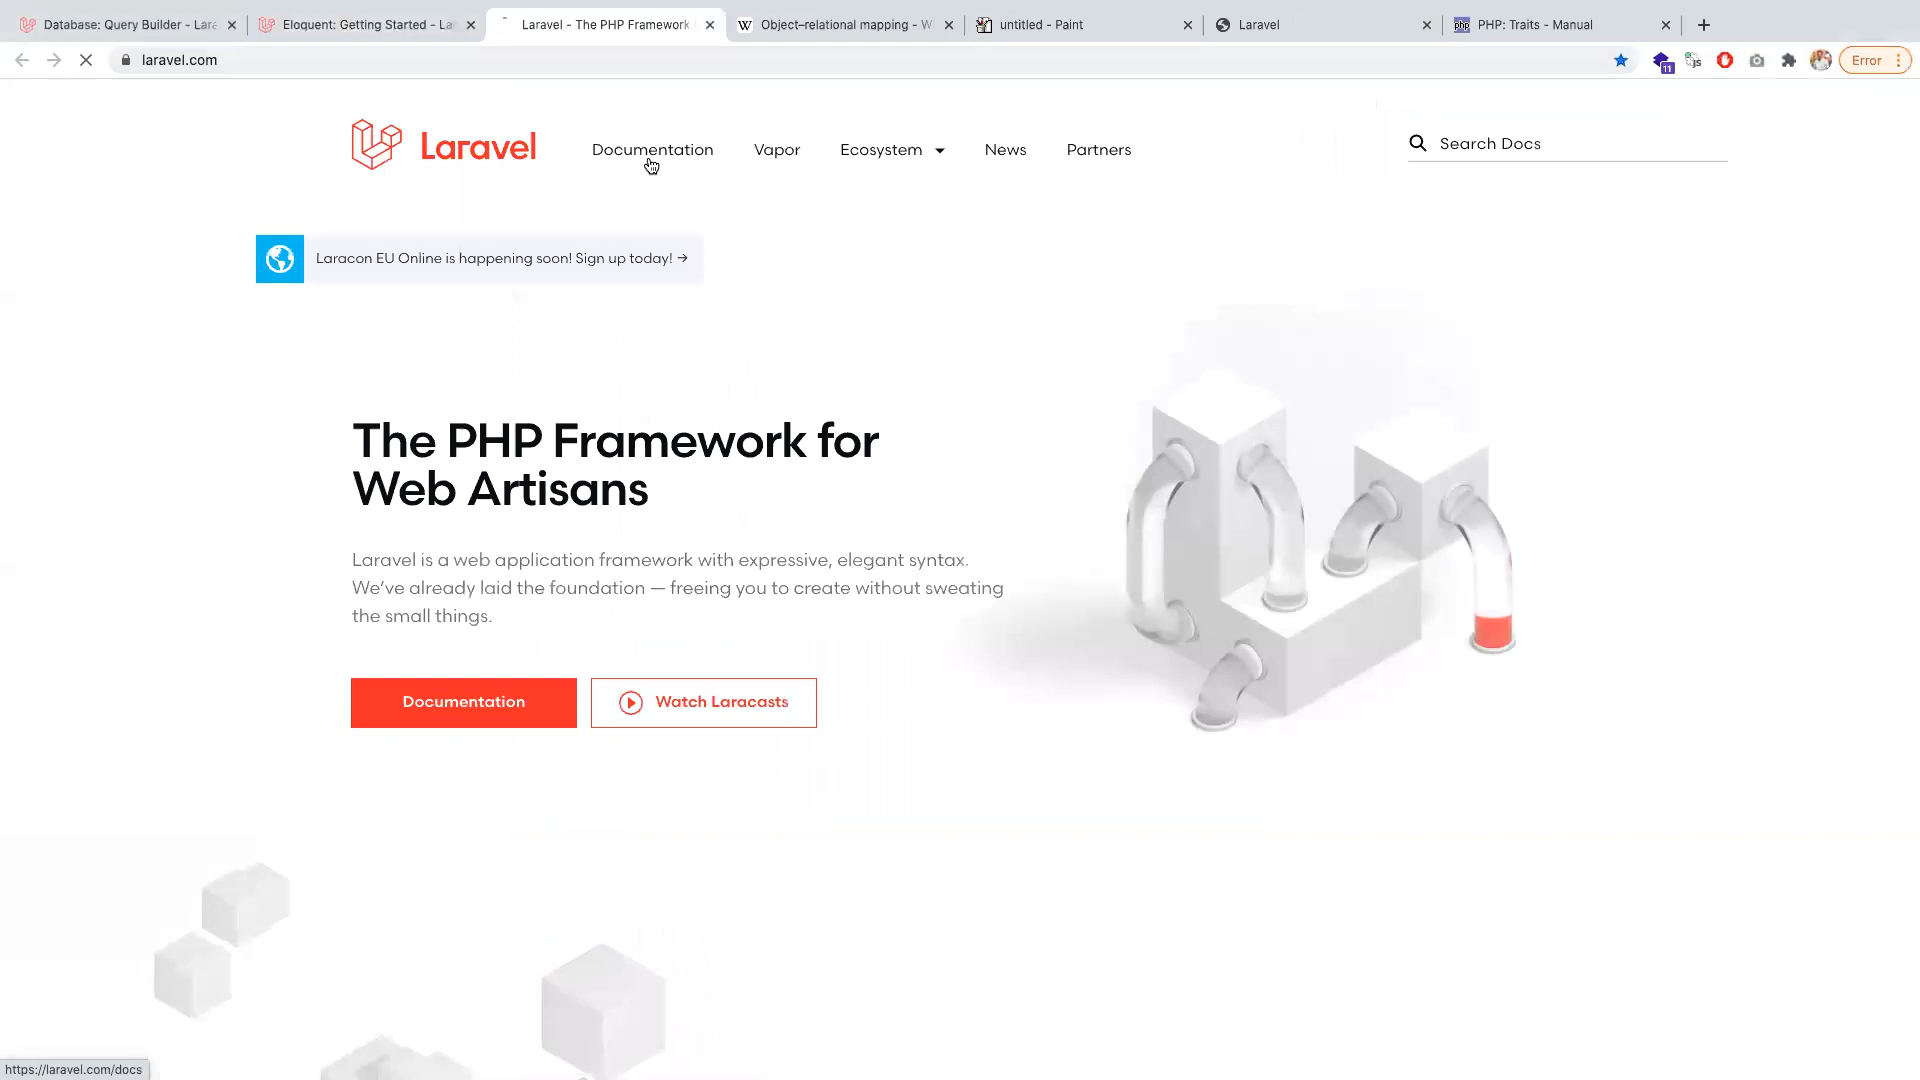 Database: Query Builder - Lara
Eloquent: Getting Started - La
Laravel - The PHP Framework
Object–relational mapping - W
untitled - Paint
Laravel
PHP: Traits - Manual
laravel.com
11
JS
Error
Laravel
Documentation
Vapor
Ecosystem
News
Partners
Search Docs
Laracon EU Online is happening soon! Sign up today! →
The PHP Framework for
Web Artisans
Laravel is a web application framework with expressive, elegant syntax.
We've already laid the foundation — freeing you to create without sweating
the small things.
Documentation
Watch Laracasts
https://laravel.com/docs